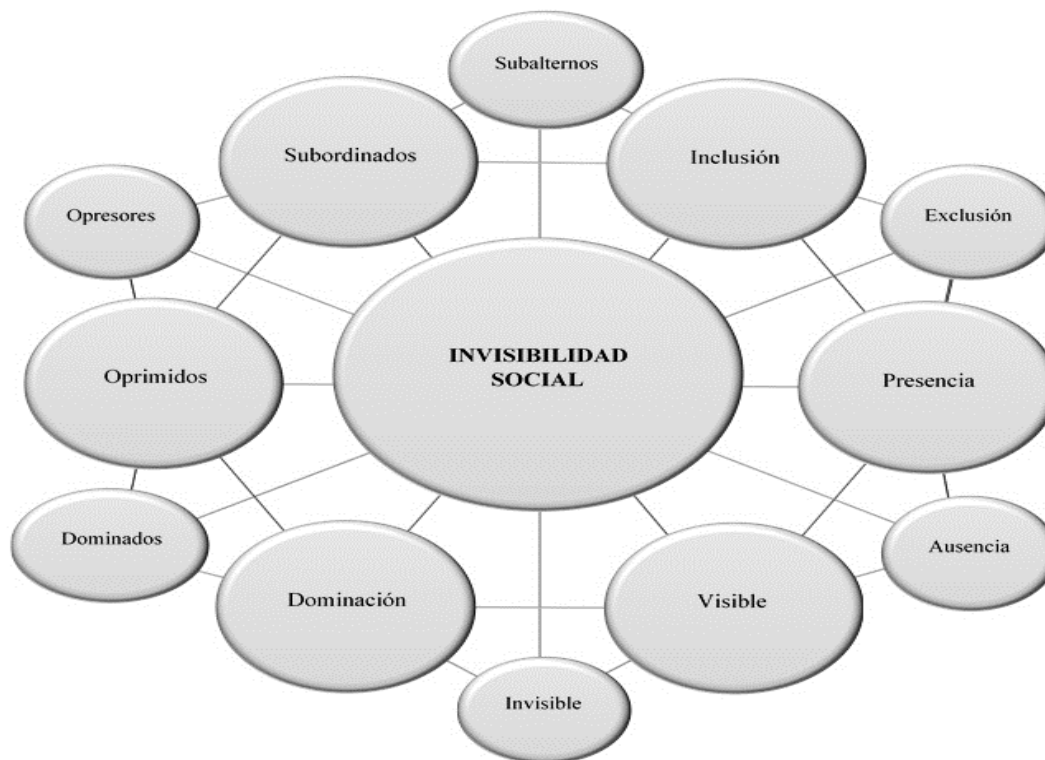 Subalternos
Subordinados
Inclusión
Opresores
Exclusión
INVISIBILIDAD
SOCIAL
Oprimidos
Presencia
Dominados
Ausencia
Dominación
Visible
Invisible